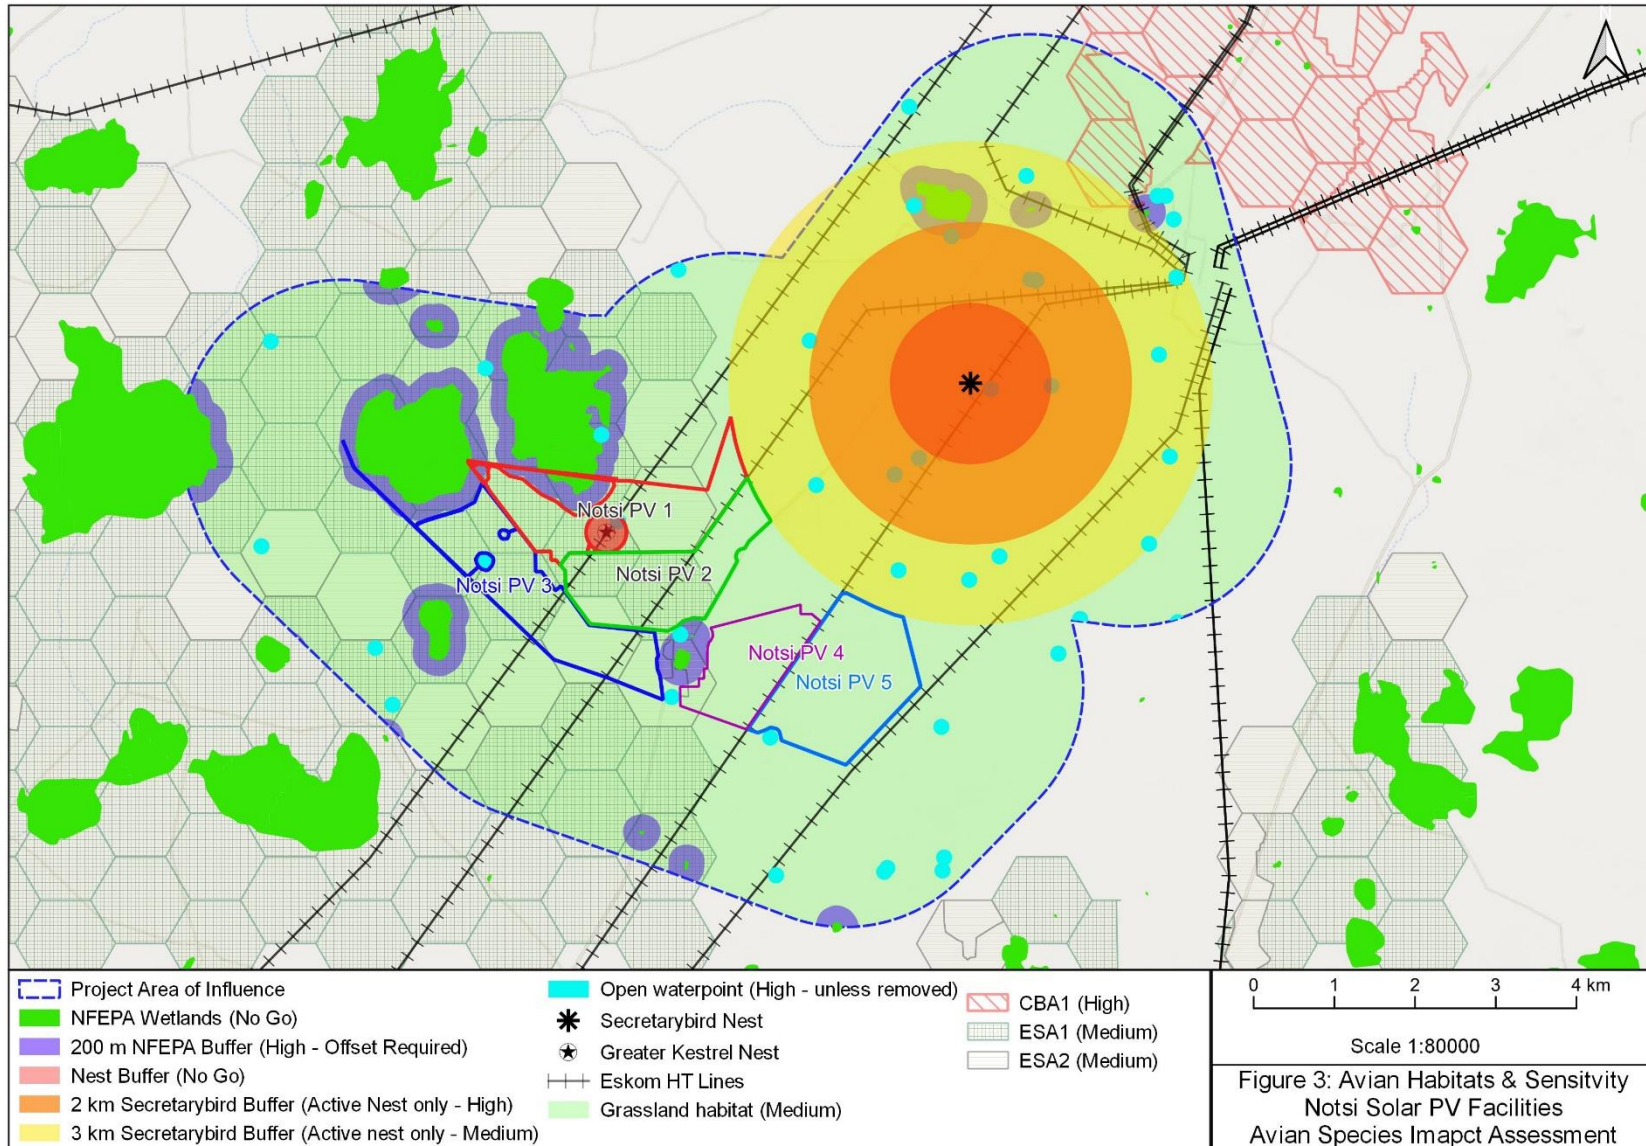 N
Notsi PV 1
Notsi PV 2
Notsi PV 3
Notsi PV 4
Notsi PV 5
Project Area of Influence
NFEPA Wetlands (No Go)
200 m NFEPA Buffer (High - Offset Required)
Nest Buffer (No Go)
2 km Secretarybird Buffer (Active Nest only - High)
3 km Secretarybird Buffer (Active nest only - Medium)
Open waterpoint (High - unless removed)
Secretarybird Nest
Greater Kestrel Nest
Eskom HT Lines
Grassland habitat (Medium)
CBA1 (High)
ESA1 (Medium)
ESA2 (Medium)
0 1 2 3 4 km
Scale 1:80000
Figure 3: Avian Habitats & Sensitvity
Notsi Solar PV Facilities
Avian Species Imapct Assessment